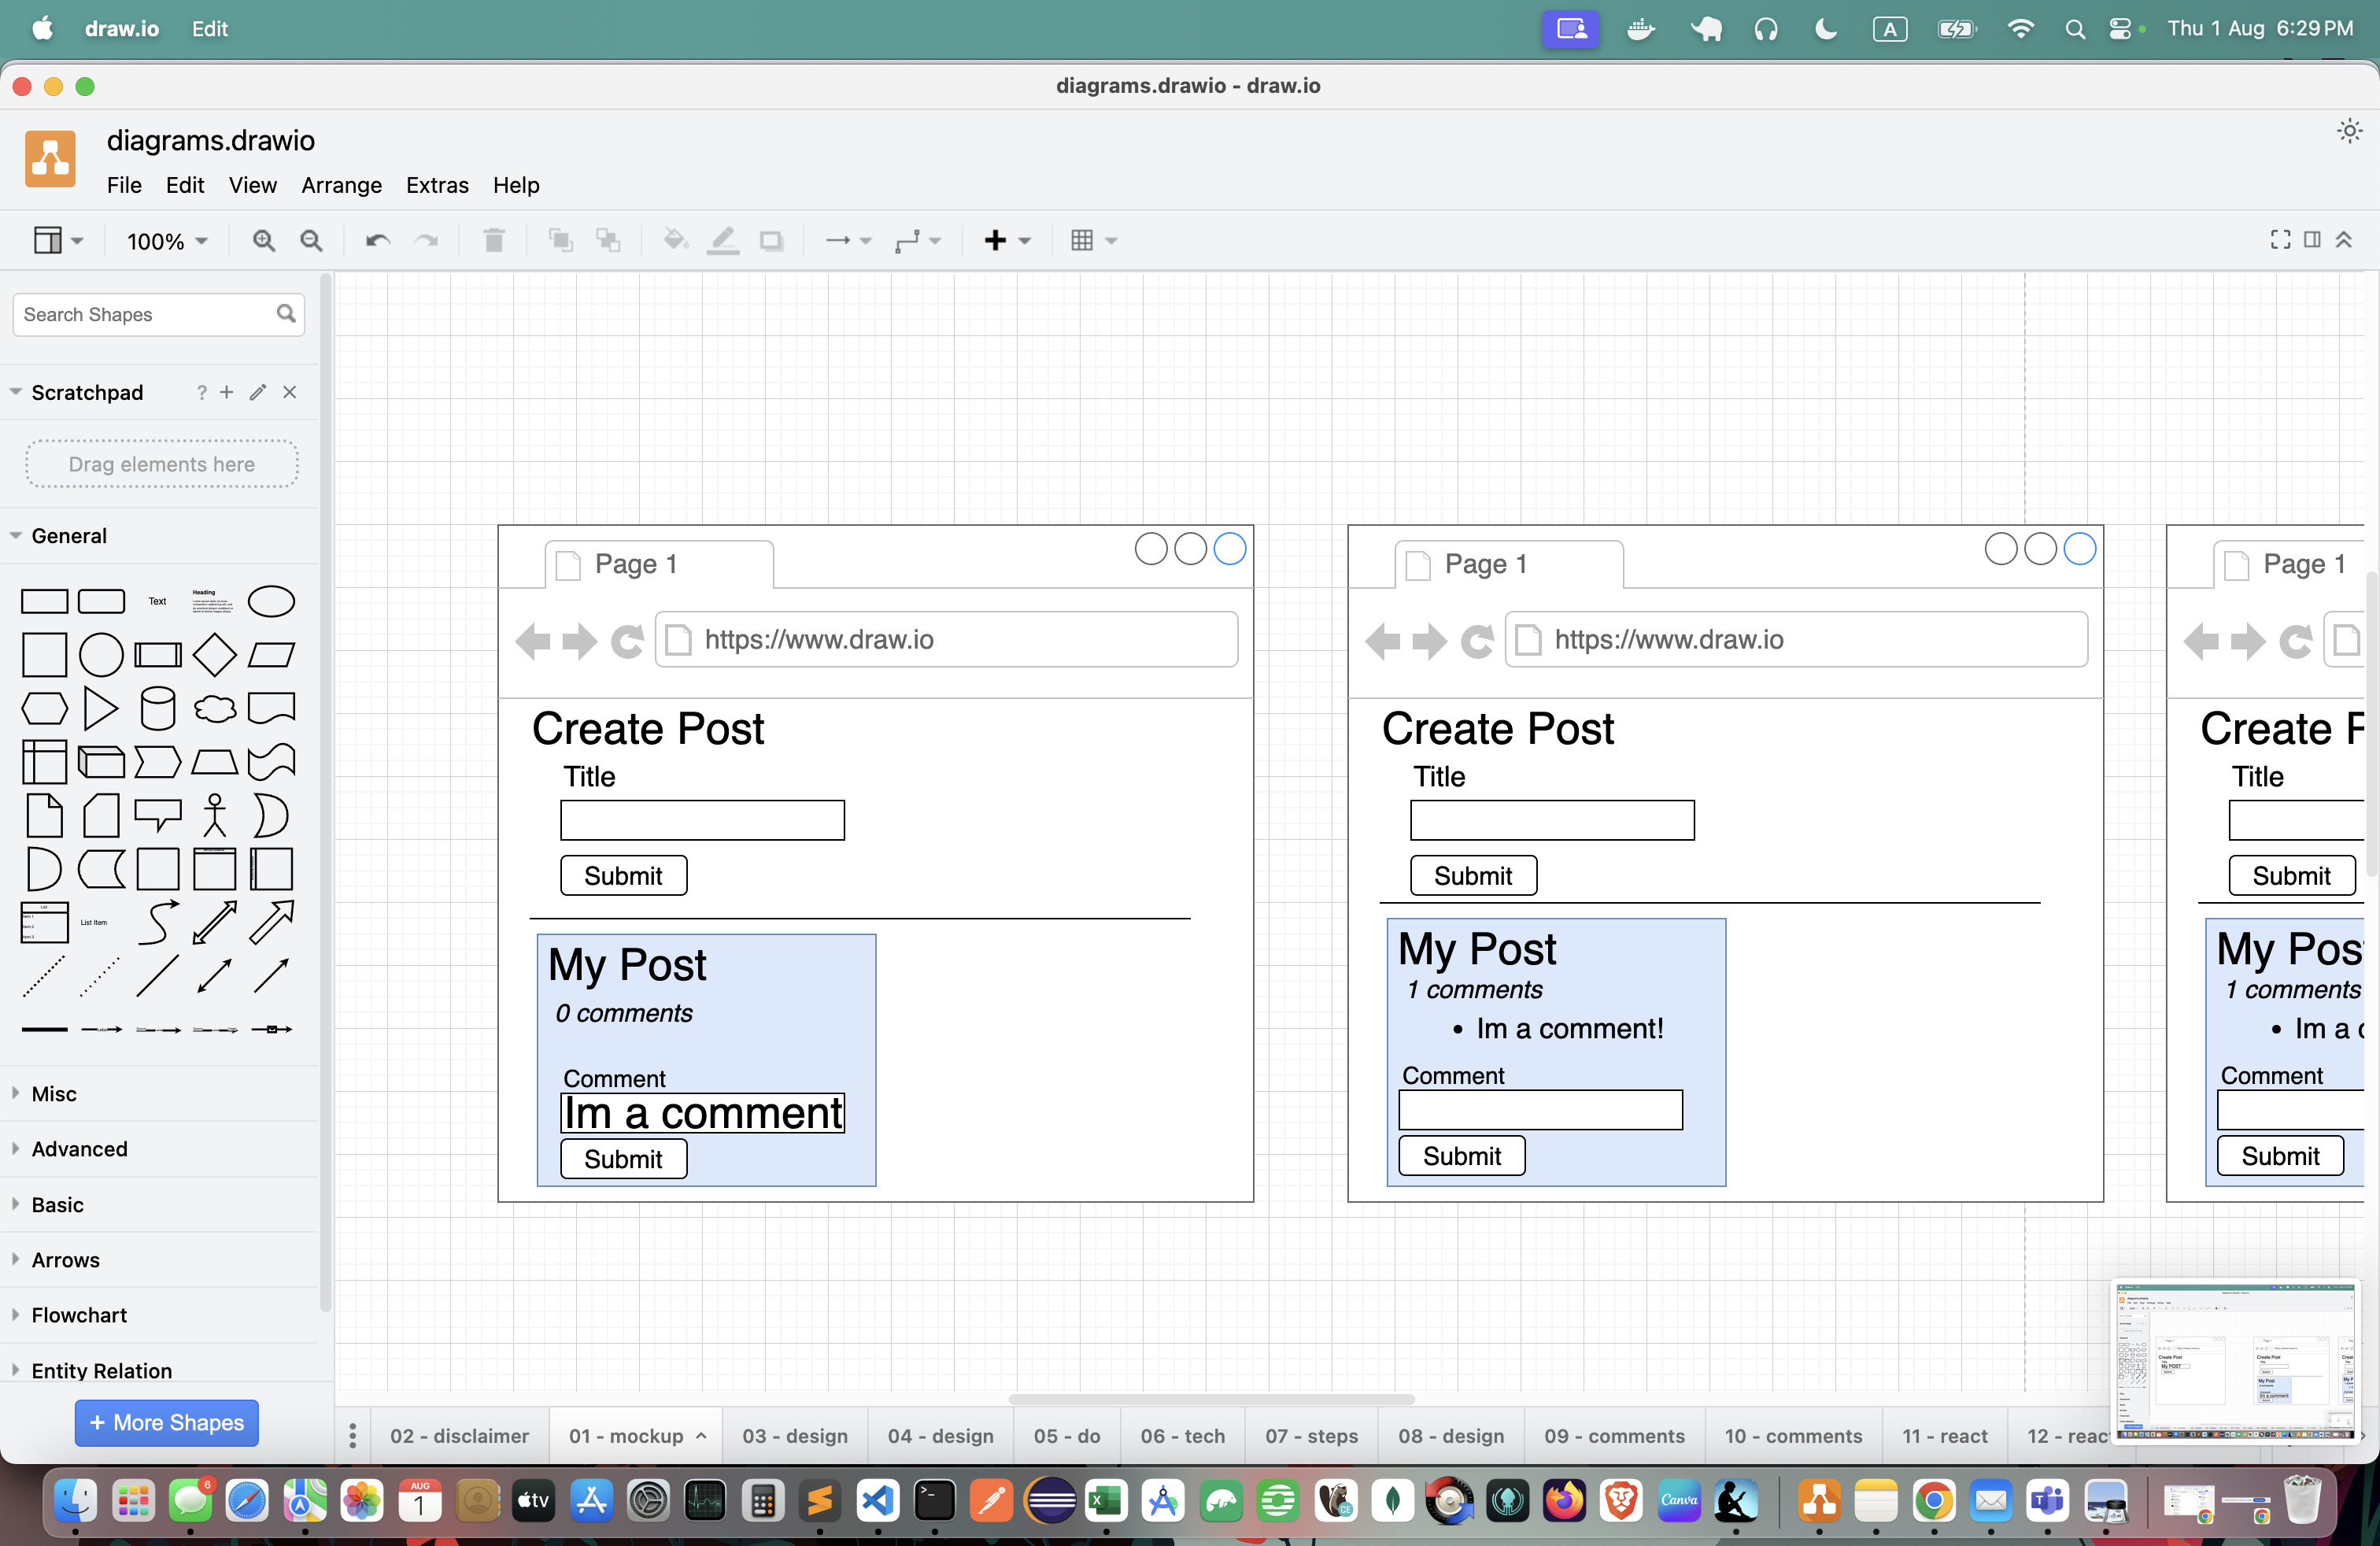 draw.io Edit A Thu 1 Aug 6:29 PM
diagrams.drawio - draw.io
diagrams.drawio
File Edit View Arrange Extras Help
100%
Search Shapes
Scratchpad ? + ×
Drag elements here
General
Text
Heading
List
List Item
Misc
Advanced
Basic
Arrows
Flowchart
Entity Relation
+ More Shapes
Page 1
https://www.draw.io
Create Post
Title
Submit
My Post
0 comments
Comment
Im a comment
Submit
Page 1
https://www.draw.io
Create Post
Title
Submit
My Post
1 comments
• Im a comment!
Comment
Submit
Page 1
Create P
Title
Submit
My Pos
1 comments
• Im a c
Comment
Submit
02 - disclaimer 01 - mockup 03 - design 04 - design 05 - do 06 - tech 07 - steps 08 - design 09 - comments 10 - comments 11 - react 12 - reac
6
AUG
1
tv
CE
Canva